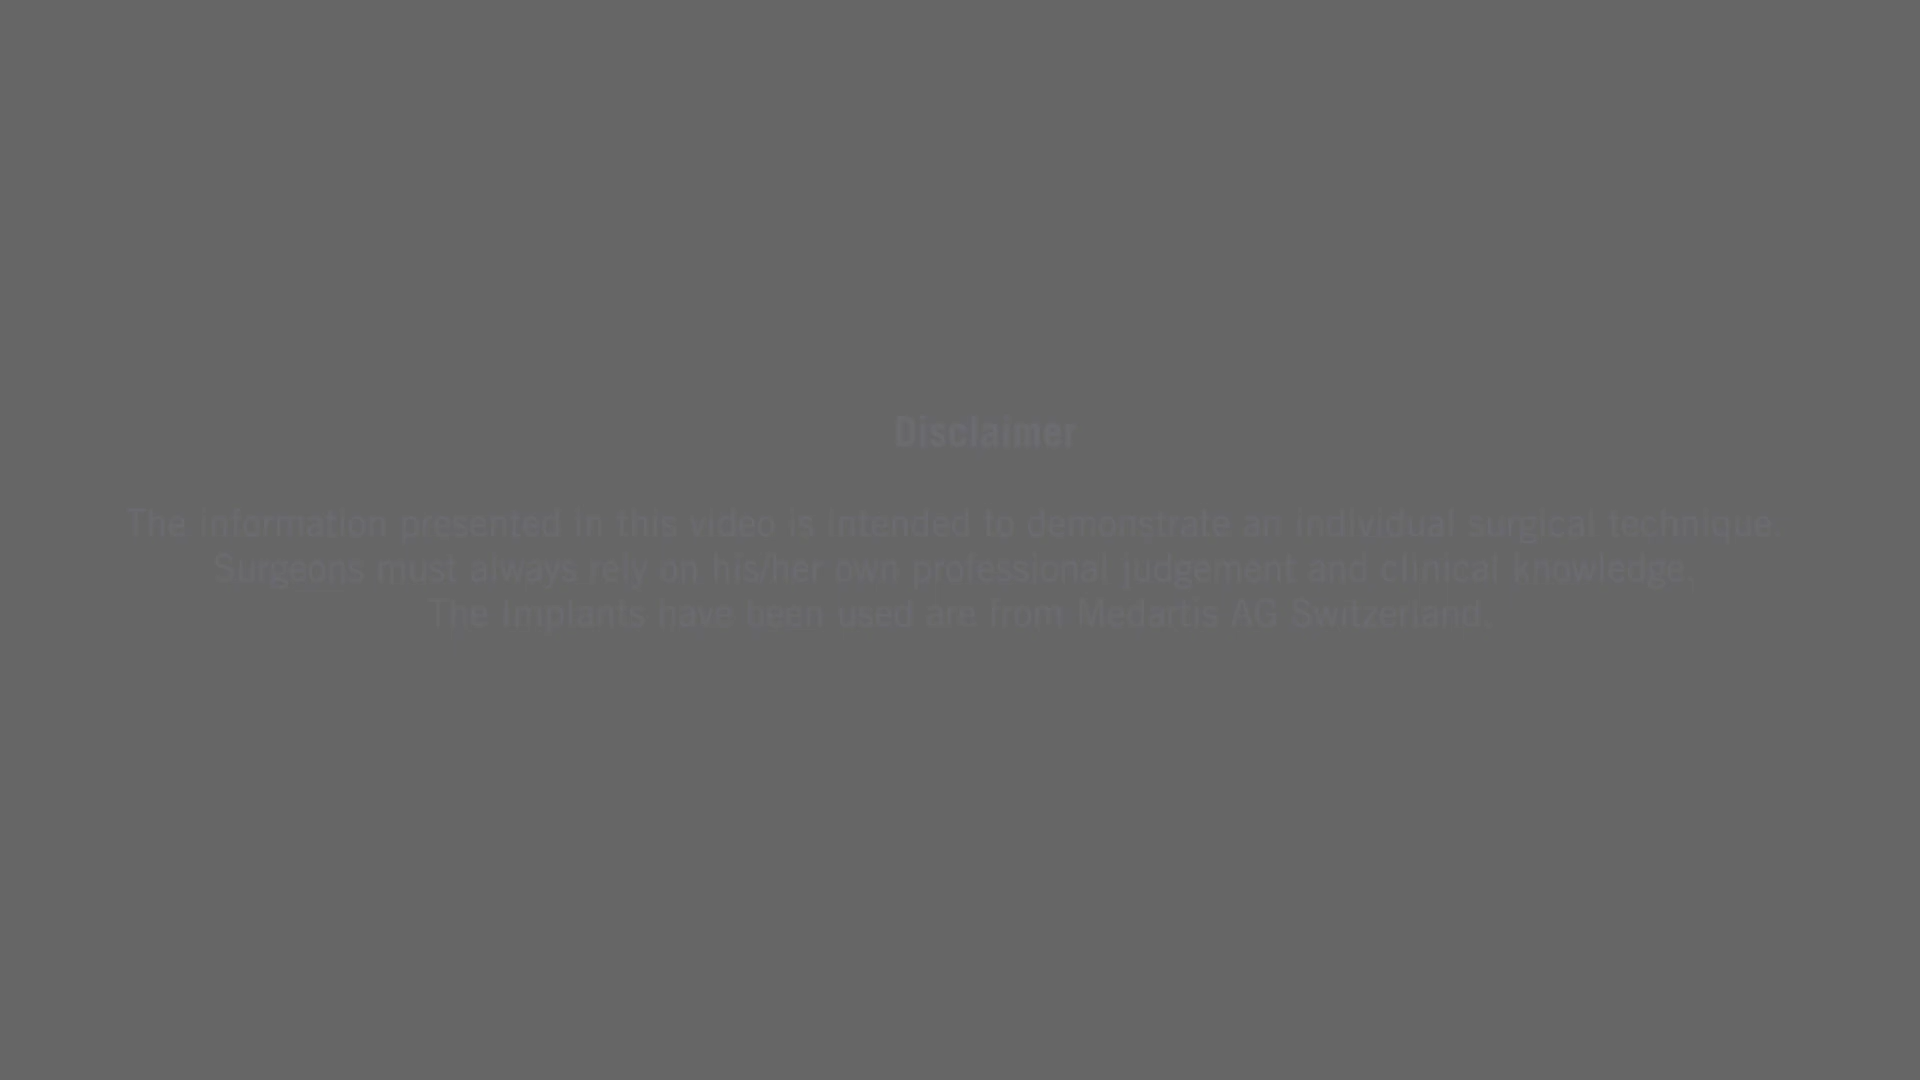 Disclaimer
The information presented in this video is intended to demonstrate an individual surgical technique.
Surgeons must always rely on his/her own professional judgement and clinical knowledge.
The Implants have been used are from Medartis AG Switzerland.